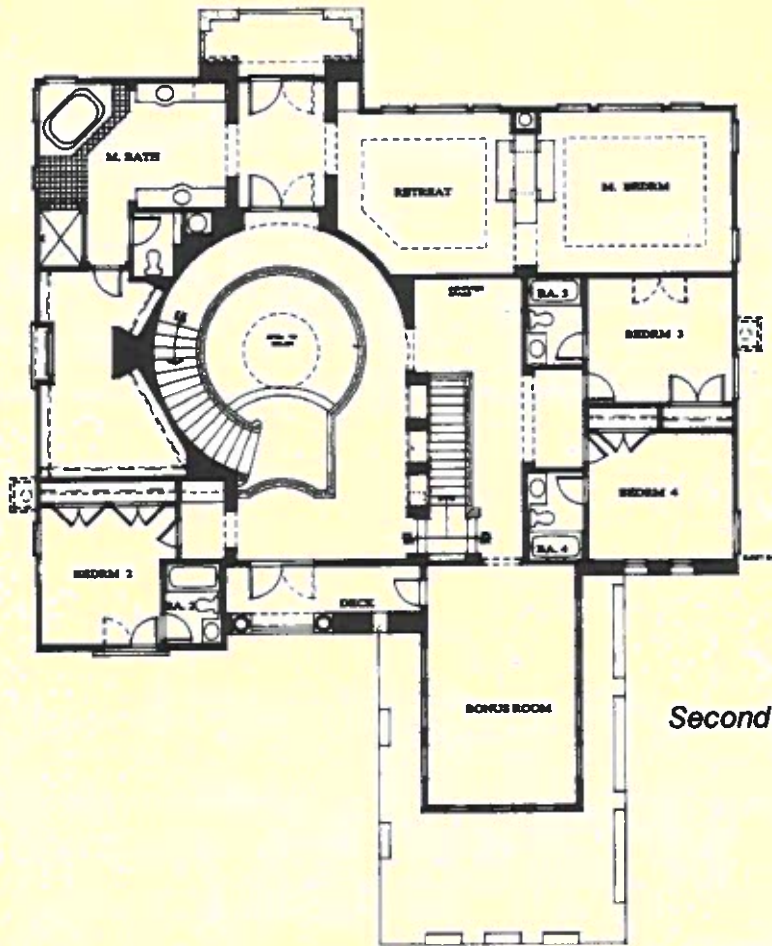 M. BATH
RETREAT
M. BEDRM
BA. 3
BEDRM 3
BEDRM 4
BA. 4
BEDRM 2
BA. 2
DECK
BONUS ROOM
Second